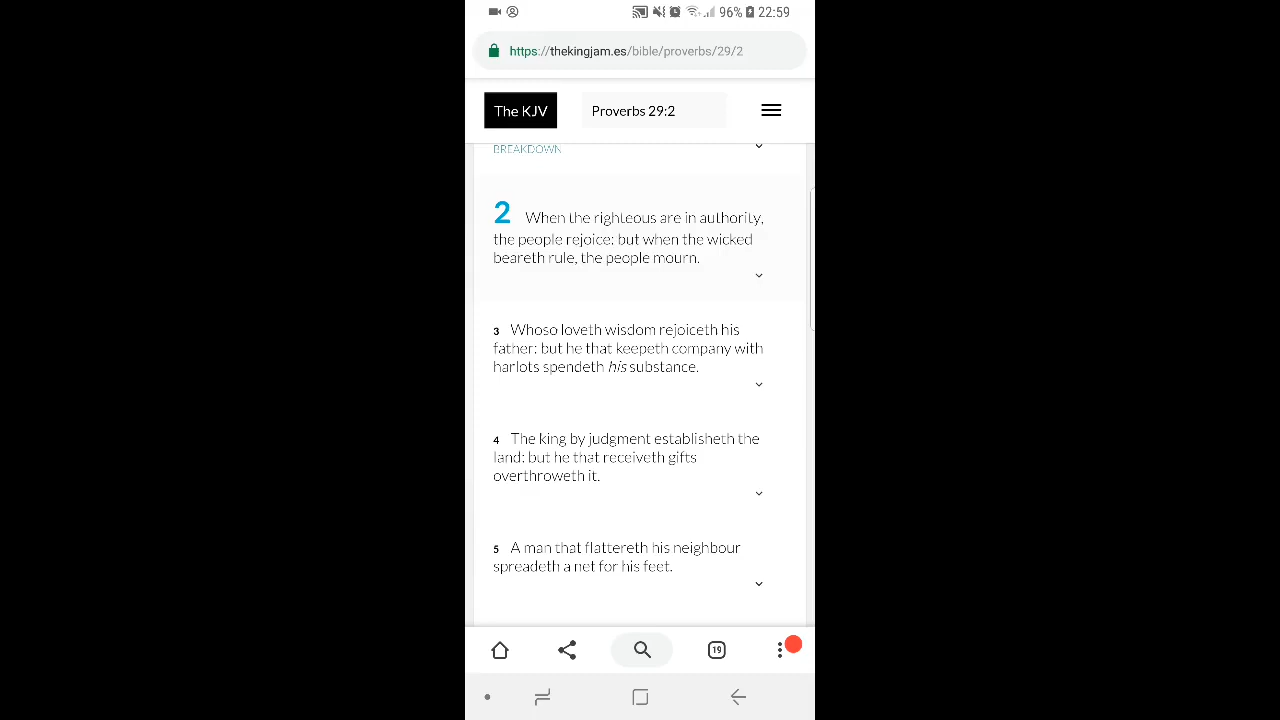 96% 22:59
https://thekingjam.es/bible/proverbs/29/2
The KJV Proverbs 29:2
BREAKDOWN
2 When the righteous are in authority,
the people rejoice: but when the wicked
beareth rule, the people mourn.
3 Whoso loveth wisdom rejoiceth his
father: but he that keepeth company with
harlots spendeth his substance.
4 The king by judgment establisheth the
land: but he that receiveth gifts
overthroweth it.
5 A man that flattereth his neighbour
spreadeth a net for his feet.
19